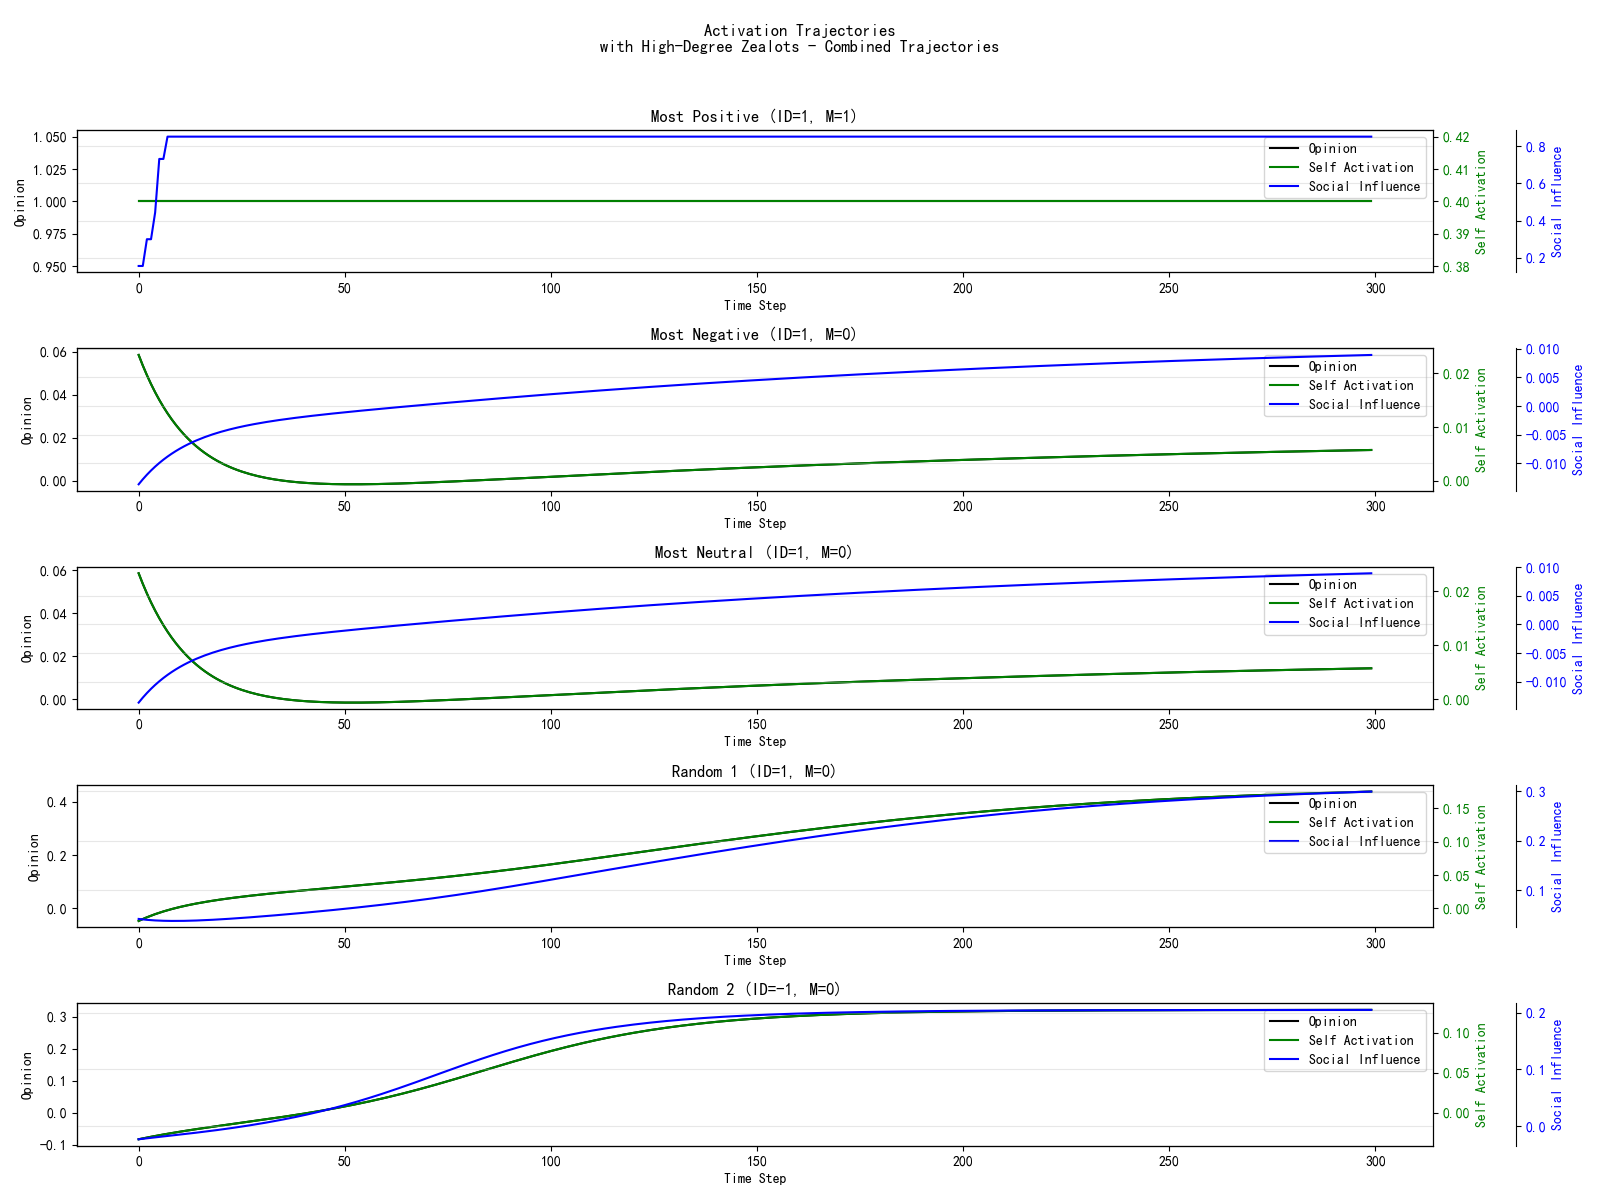 Activation Trajectories
with High-Degree Zealots - Combined Trajectories
Most Positive (ID=1, M=1)
1.050
1.025
1.000
0.975
0.950
Opinion
0.42
0.41
0.40
0.39
0.38
Self Activation
0.8
0.6
0.4
0.2
Social Influence
Opinion
Self Activation
Social Influence
0 50 100 150 200 250 300
Time Step
Most Negative (ID=1, M=0)
0.06
0.04
0.02
0.00
Opinion
0.02
0.01
0.00
Self Activation
0.010
0.005
0.000
-0.005
-0.010
Social Influence
Opinion
Self Activation
Social Influence
0 50 100 150 200 250 300
Time Step
Most Neutral (ID=1, M=0)
0.06
0.04
0.02
0.00
Opinion
0.02
0.01
0.00
Self Activation
0.010
0.005
0.000
-0.005
-0.010
Social Influence
Opinion
Self Activation
Social Influence
0 50 100 150 200 250 300
Time Step
Random 1 (ID=1, M=0)
0.4
0.2
0.0
Opinion
0.15
0.10
0.05
0.00
Self Activation
0.3
0.2
0.1
Social Influence
Opinion
Self Activation
Social Influence
0 50 100 150 200 250 300
Time Step
Random 2 (ID=-1, M=0)
0.3
0.2
0.1
0.0
-0.1
Opinion
0.10
0.05
0.00
Self Activation
0.2
0.1
0.0
Social Influence
Opinion
Self Activation
Social Influence
0 50 100 150 200 250 300
Time Step